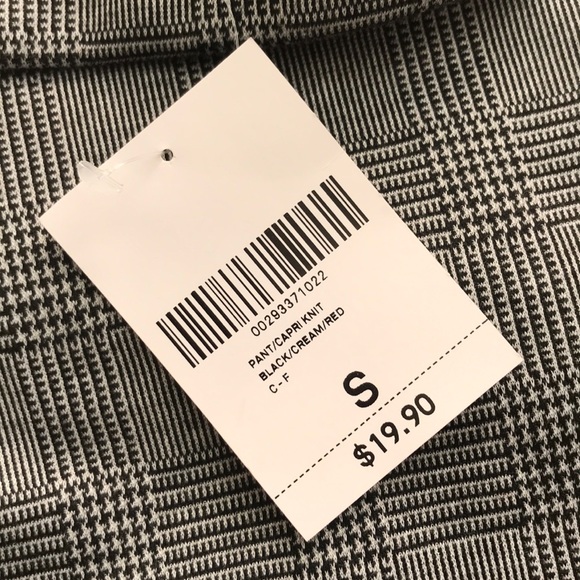 00293371022
PANT/CAPRI KNIT
BLACK/CREAM/RED
C - F
S
$19.90